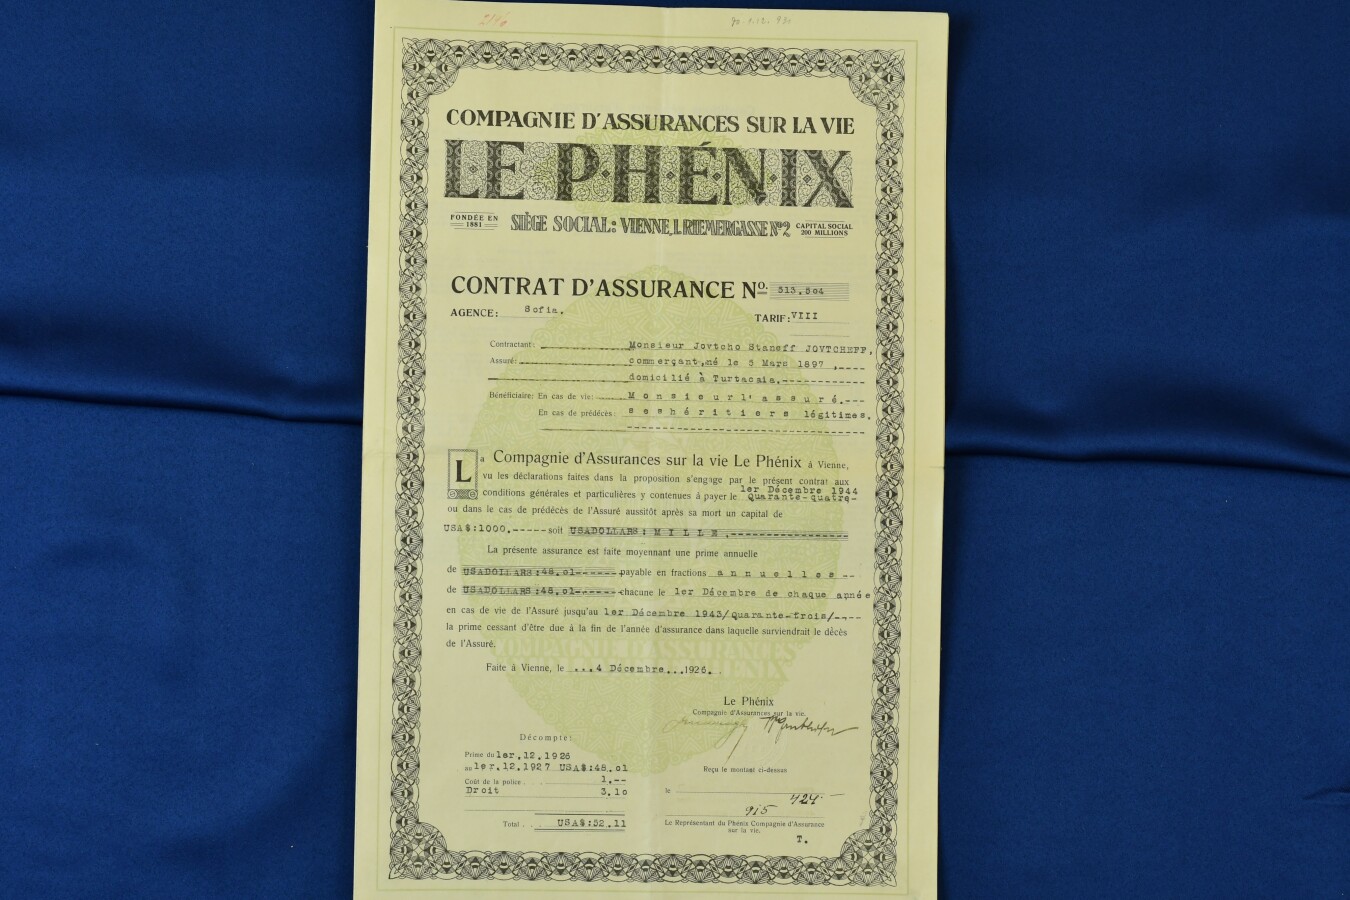 2146
COMPAGNIE D'ASSURANCES SUR LA VIE
LE PHÉNIX
FONDÉE EN 1881
SIÈGE SOCIAL: VIENNE, I. RIEMERGASSE Nº 2
CAPITAL SOCIAL 200 MILLIONS
CONTRAT D'ASSURANCE Nº. 313.504
AGENCE: Sofia.
TARIF: VIII
Contractant: Monsieur Jovtcho Staneff JOVTCHEFF,
Assuré: commerçant,né le 5 Mars 1897 ,----
domicilié à Turtacaia.-----------
Bénéficiaire: En cas de vie: Monsieur l'assuré.---
En cas de prédécès: ses héritiers légitimes.
La Compagnie d'Assurances sur la vie Le Phénix à Vienne,
vu les déclarations faites dans la proposition s'engage par le présent contrat aux
conditions générales et particulières y contenues à payer le 1er Décembre 1944 Quarante-quatre-
ou dans le cas de prédécès de l'Assuré aussitôt après sa mort un capital de
USA$:1000.----- soit USADOLLARS: MILLE.-----------------
La présente assurance est faite moyennant une prime annuelle
de USADOLLARS:48.01------ payable en fractions annuelles --
de USADOLLARS:48.01------ chacune le 1er Décembre de chaque année
en cas de vie de l'Assuré jusqu'au 1er Décembre 1943/Quarante-trois/----
la prime cessant d'être due à la fin de l'année d'assurance dans laquelle surviendrait le décès
de l'Assuré.
COMPAGNIE D'ASSURANCES
PHÉNIX
Faite à Vienne, le ...4 Décembre...1926.
Le Phénix
Compagnie d'Assurances sur la vie.
Décompte:
Prime du 1er.12.1926
au 1er.12.1927 USA$:48.01
Coût de la police . 1.--
Droit 3.10
Total . . USA$:52.11
Reçu le montant ci-dessus
le
915 424
Le Représentant du Phénix Compagnie d'Assurance
sur la vie.
T.